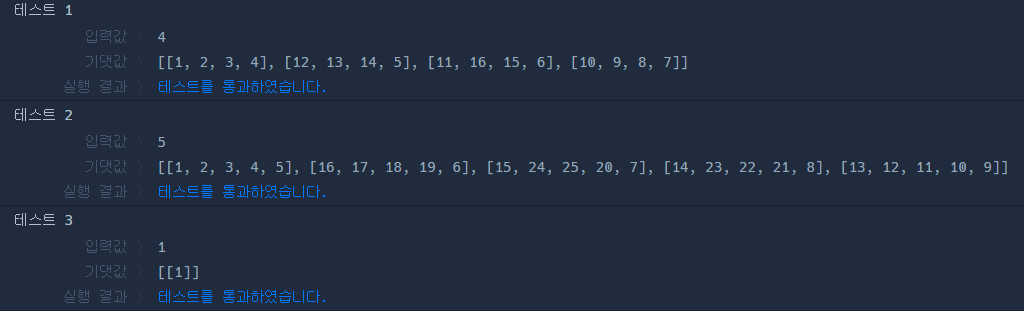 테스트 1
입력값 〉 4
기댓값 〉 [[1, 2, 3, 4], [12, 13, 14, 5], [11, 16, 15, 6], [10, 9, 8, 7]]
실행 결과 〉 테스트를 통과하였습니다.
테스트 2
입력값 〉 5
기댓값 〉 [[1, 2, 3, 4, 5], [16, 17, 18, 19, 6], [15, 24, 25, 20, 7], [14, 23, 22, 21, 8], [13, 12, 11, 10, 9]]
실행 결과 〉 테스트를 통과하였습니다.
테스트 3
입력값 〉 1
기댓값 〉 [[1]]
실행 결과 〉 테스트를 통과하였습니다.